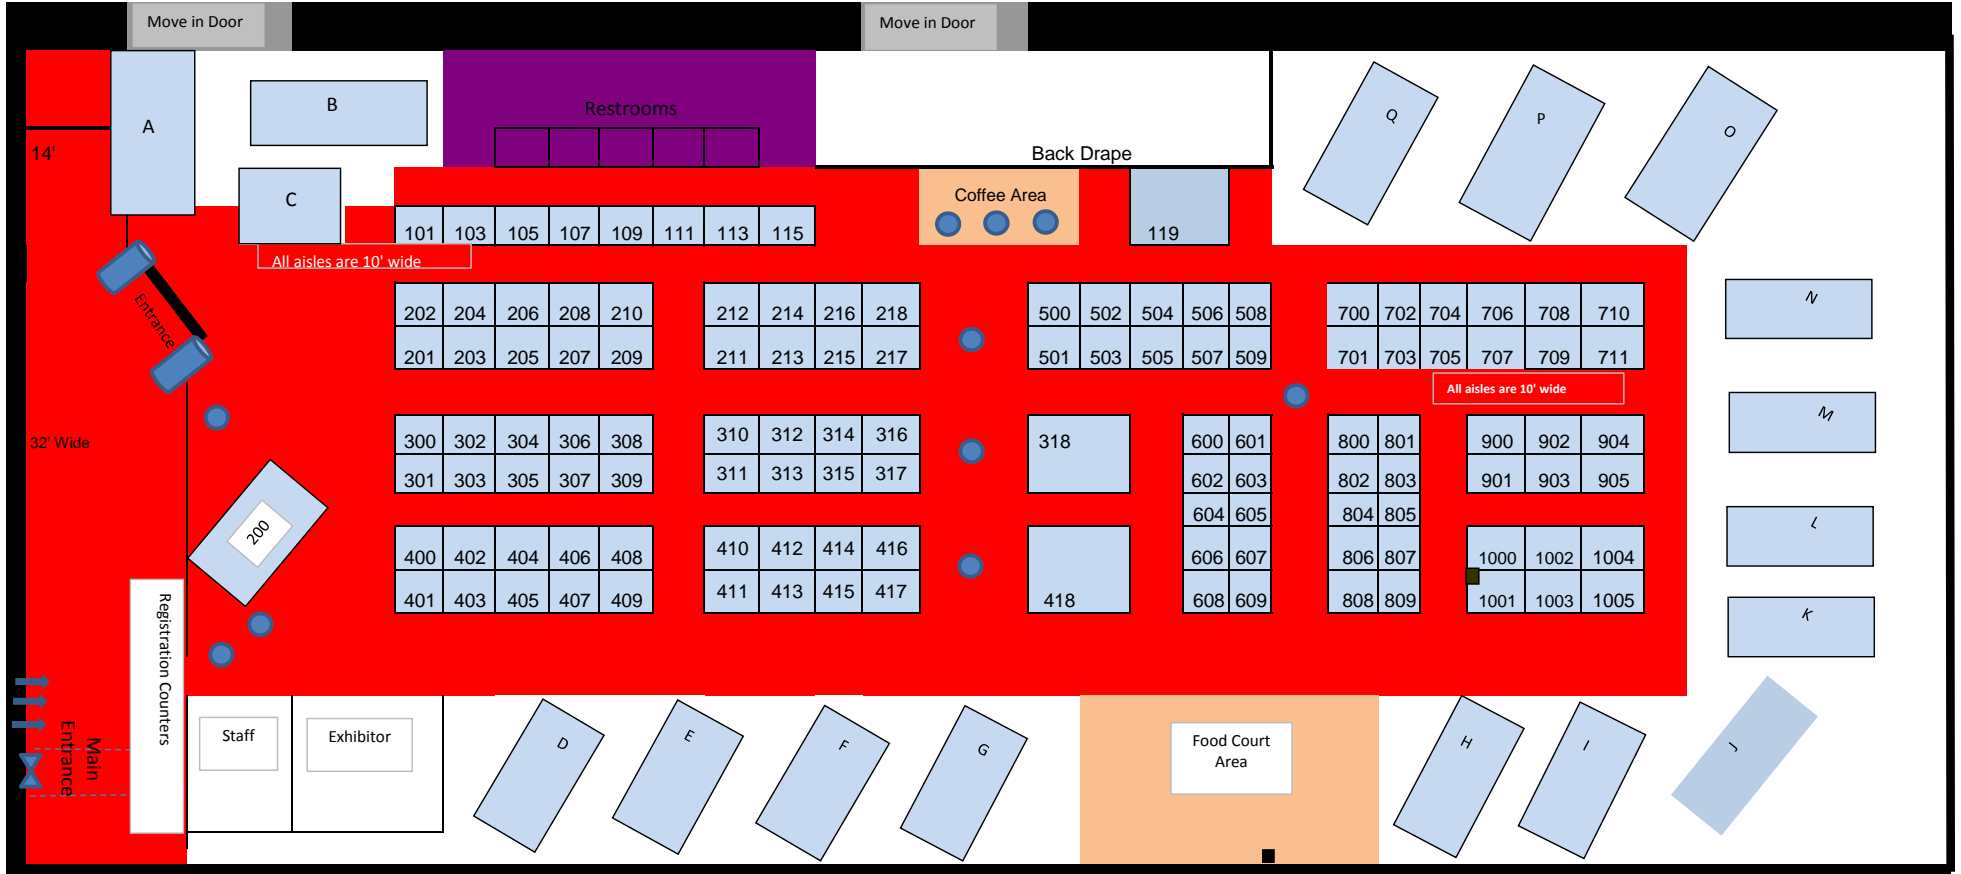 Move in Door
Move in Door
A
B
Restrooms
Q
P
O
14'
Back Drape
C
Coffee Area
101 103 105 107 109 111 113 115
119
All aisles are 10' wide
Entrance
202 204 206 208 210
212 214 216 218
500 502 504 506 508
700 702 704 706 708 710
N
201 203 205 207 209
211 213 215 217
501 503 505 507 509
701 703 705 707 709 711
All aisles are 10' wide
M
32' Wide
300 302 304 306 308
310 312 314 316
318
600 601
800 801
900 902 904
301 303 305 307 309
311 313 315 317
602 603
802 803
901 903 905
200
604 605
804 805
L
400 402 404 406 408
410 412 414 416
606 607
806 807
1000 1002 1004
401 403 405 407 409
411 413 415 417
418
608 609
808 809
1001 1003 1005
K
Registration Counters
Main
Entrance
Staff
Exhibitor
D
E
F
G
Food Court
Area
H
I
J